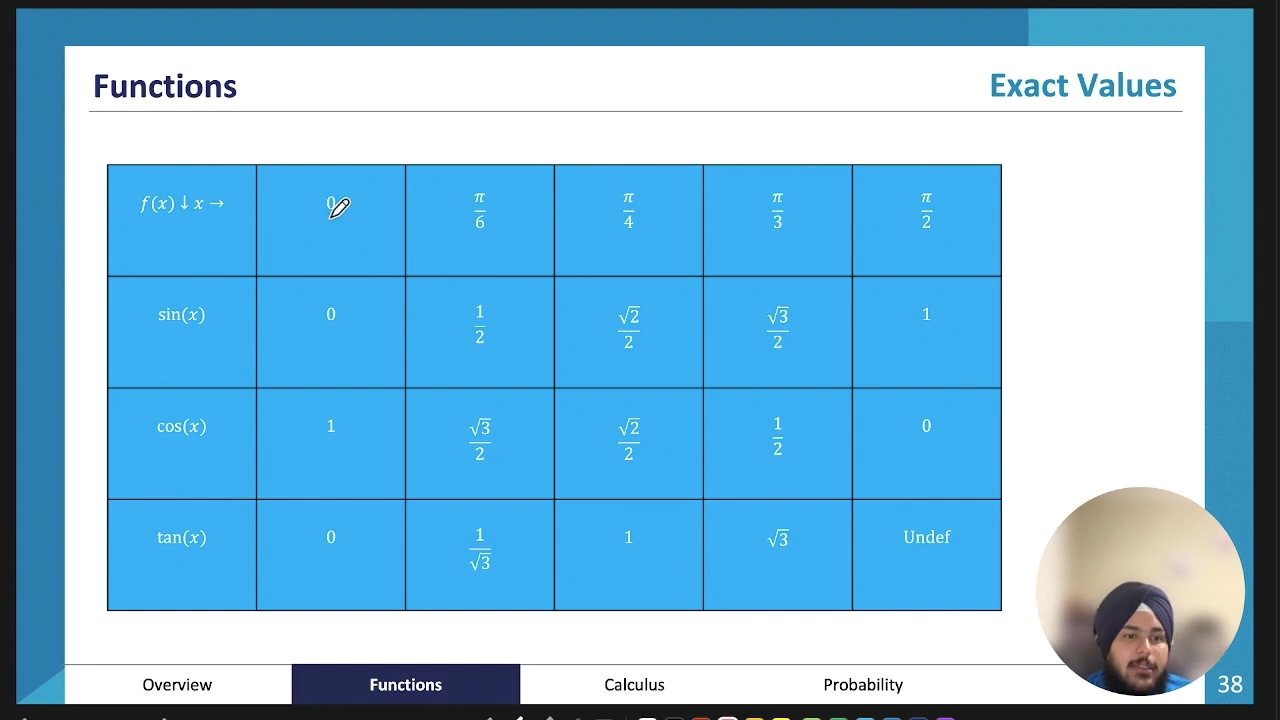 Functions
Exact Values
f(x) ↓ x → 0 π/6 π/4 π/3 π/2
sin(x) 0 1/2 √2/2 √3/2 1
cos(x) 1 √3/2 √2/2 1/2 0
tan(x) 0 1/√3 1 √3 Undef
Overview Functions Calculus Probability
38